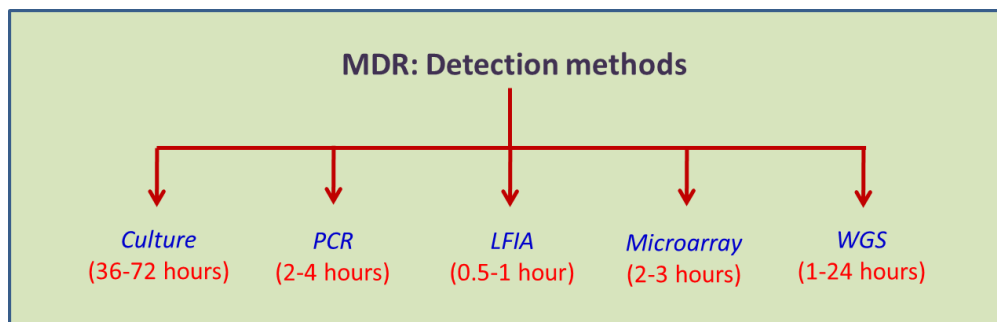 MDR: Detection methods
Culture PCR LFIA Microarray WGS
(36-72 hours) (2-4 hours) (0.5-1 hour) (2-3 hours) (1-24 hours)